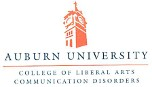 AUBURN UNIVERSITY
COLLEGE OF LIBERAL ARTS
COMMUNICATION DISORDERS